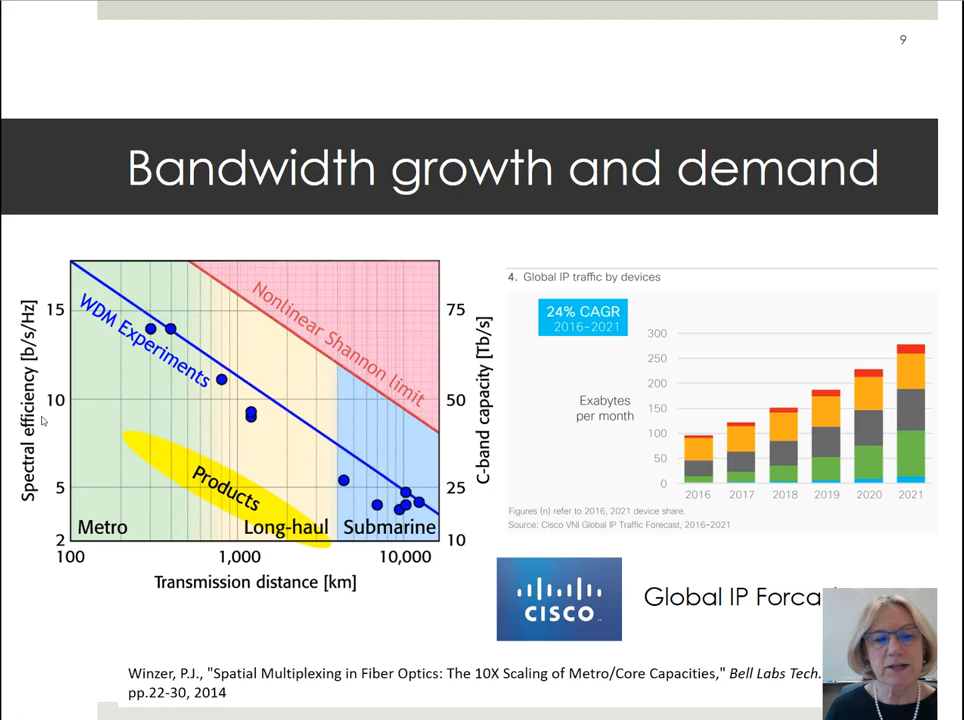 9
Bandwidth growth and demand
Spectral efficiency [b/s/Hz]
15
10
5
2
WDM Experiments
Nonlinear Shannon limit
Products
Metro
Long-haul
Submarine
75
50
25
10
C-band capacity [Tb/s]
100
1,000
10,000
Transmission distance [km]
4. Global IP traffic by devices
24% CAGR
2016-2021
Exabytes
per month
300
250
200
150
100
50
0
2016
2017
2018
2019
2020
2021
Figures (n) refer to 2016, 2021 device share.
Source: Cisco VNI Global IP Traffic Forecast, 2016-2021
CISCO
Global IP
Winzer, P.J., "Spatial Multiplexing in Fiber Optics: The 10X Scaling of Metro/Core Capacities," Bell Labs Tech.
pp.22-30, 2014